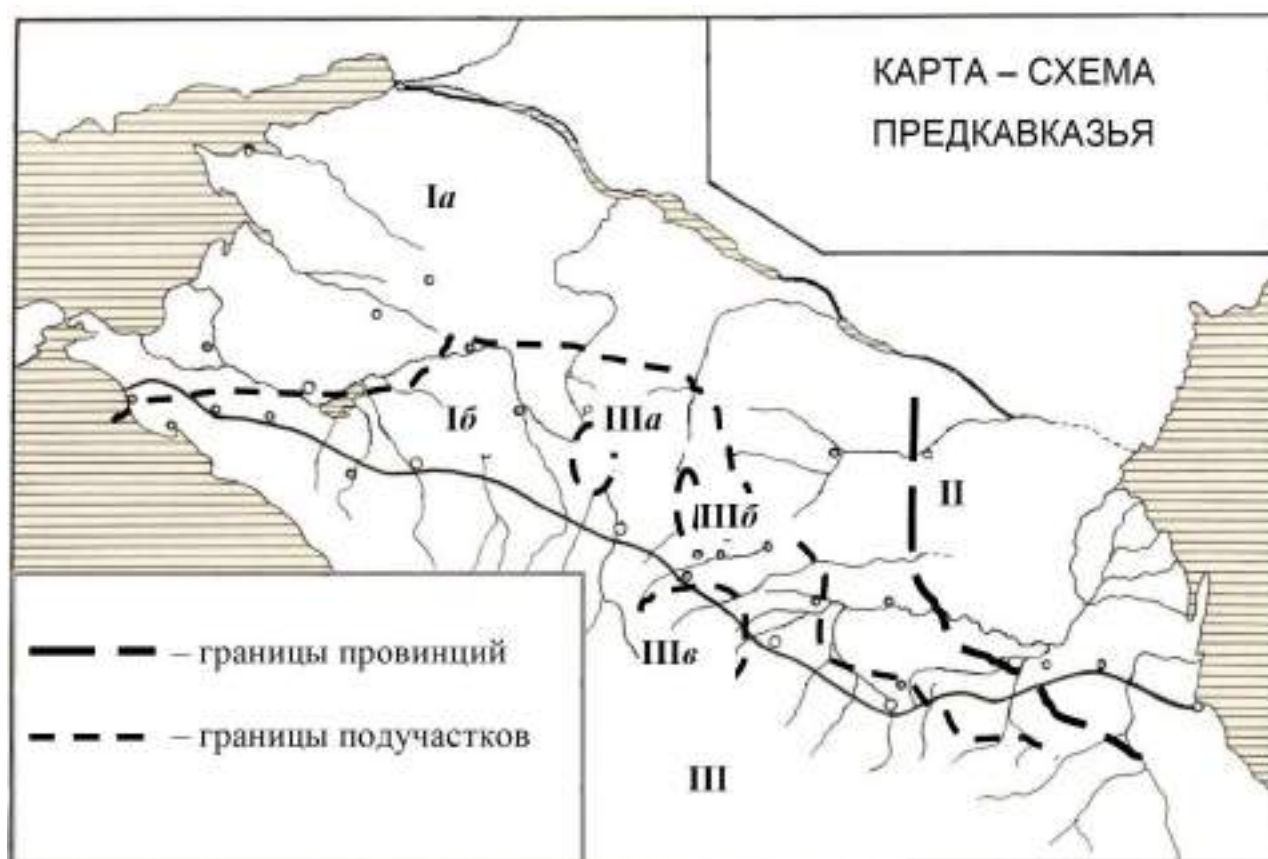 КАРТА – СХЕМА
ПРЕДКАВКАЗЬЯ
Iа
Iб
IIIа
II
IIIб
IIIв
III
– границы провинций
– границы подучастков